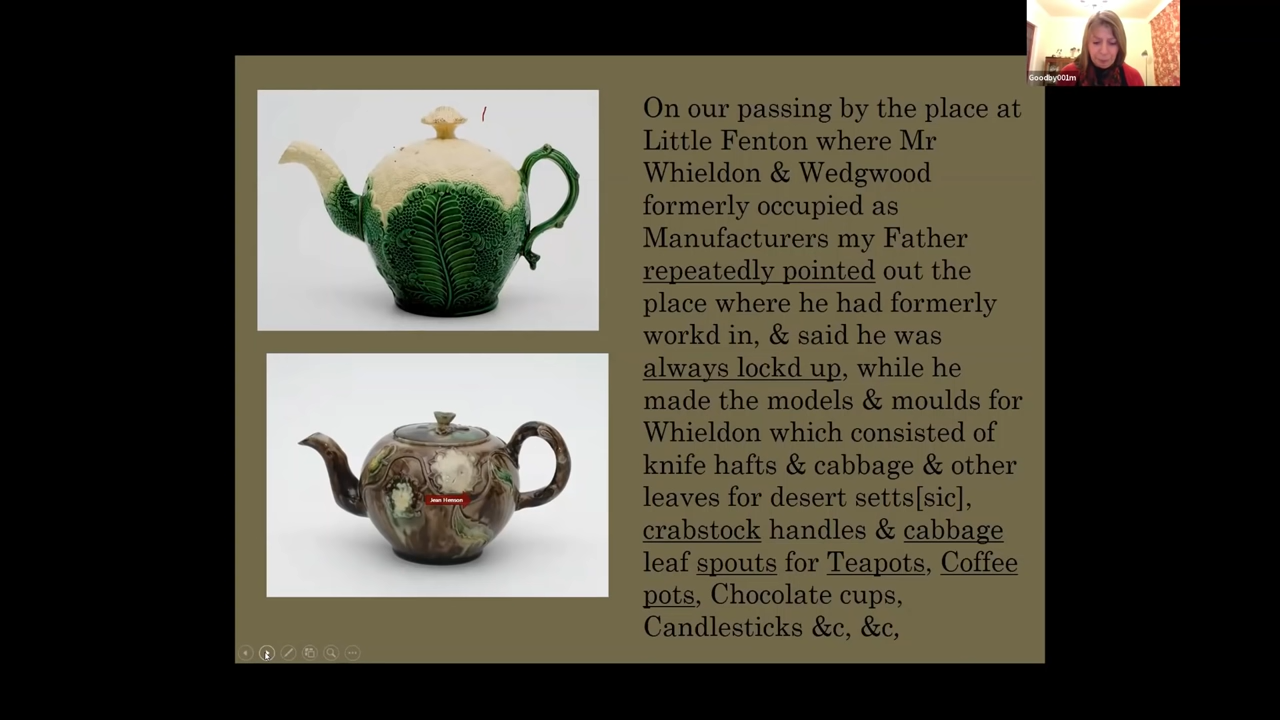 Goodby001m
On our passing by the place at
Little Fenton where Mr
Whieldon & Wedgwood
formerly occupied as
Manufacturers my Father
repeatedly pointed out the
place where he had formerly
workd in, & said he was
always lockd up, while he
made the models & moulds for
Whieldon which consisted of
knife hafts & cabbage & other
leaves for desert setts[sic],
crabstock handles & cabbage
leaf spouts for Teapots, Coffee
pots, Chocolate cups,
Candlesticks &c, &c,
Jean Henson